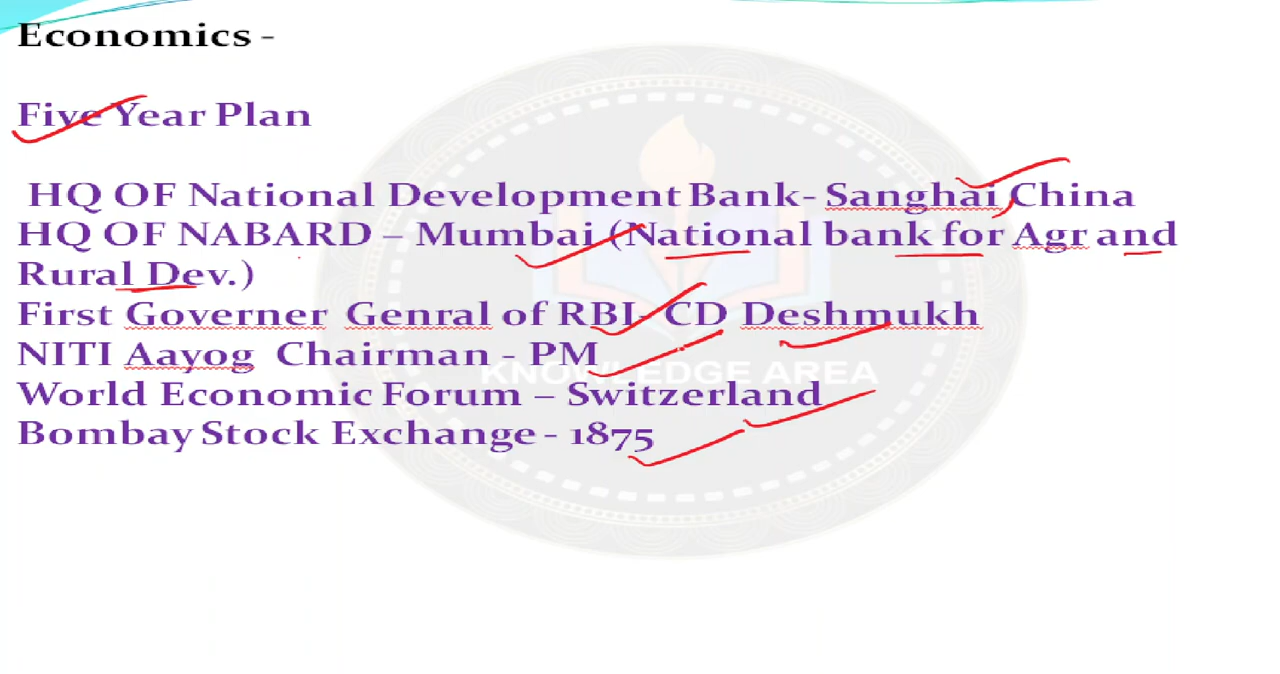 Economics -
Five Year Plan
HQ OF National Development Bank- Sanghai,China
HQ OF NABARD – Mumbai (National bank for Agr and
Rural Dev.)
First Governer Genral of RBI- CD Deshmukh
NITI Aayog Chairman - PM
KNOWLEDGE AREA
World Economic Forum – Switzerland
Bombay Stock Exchange - 1875